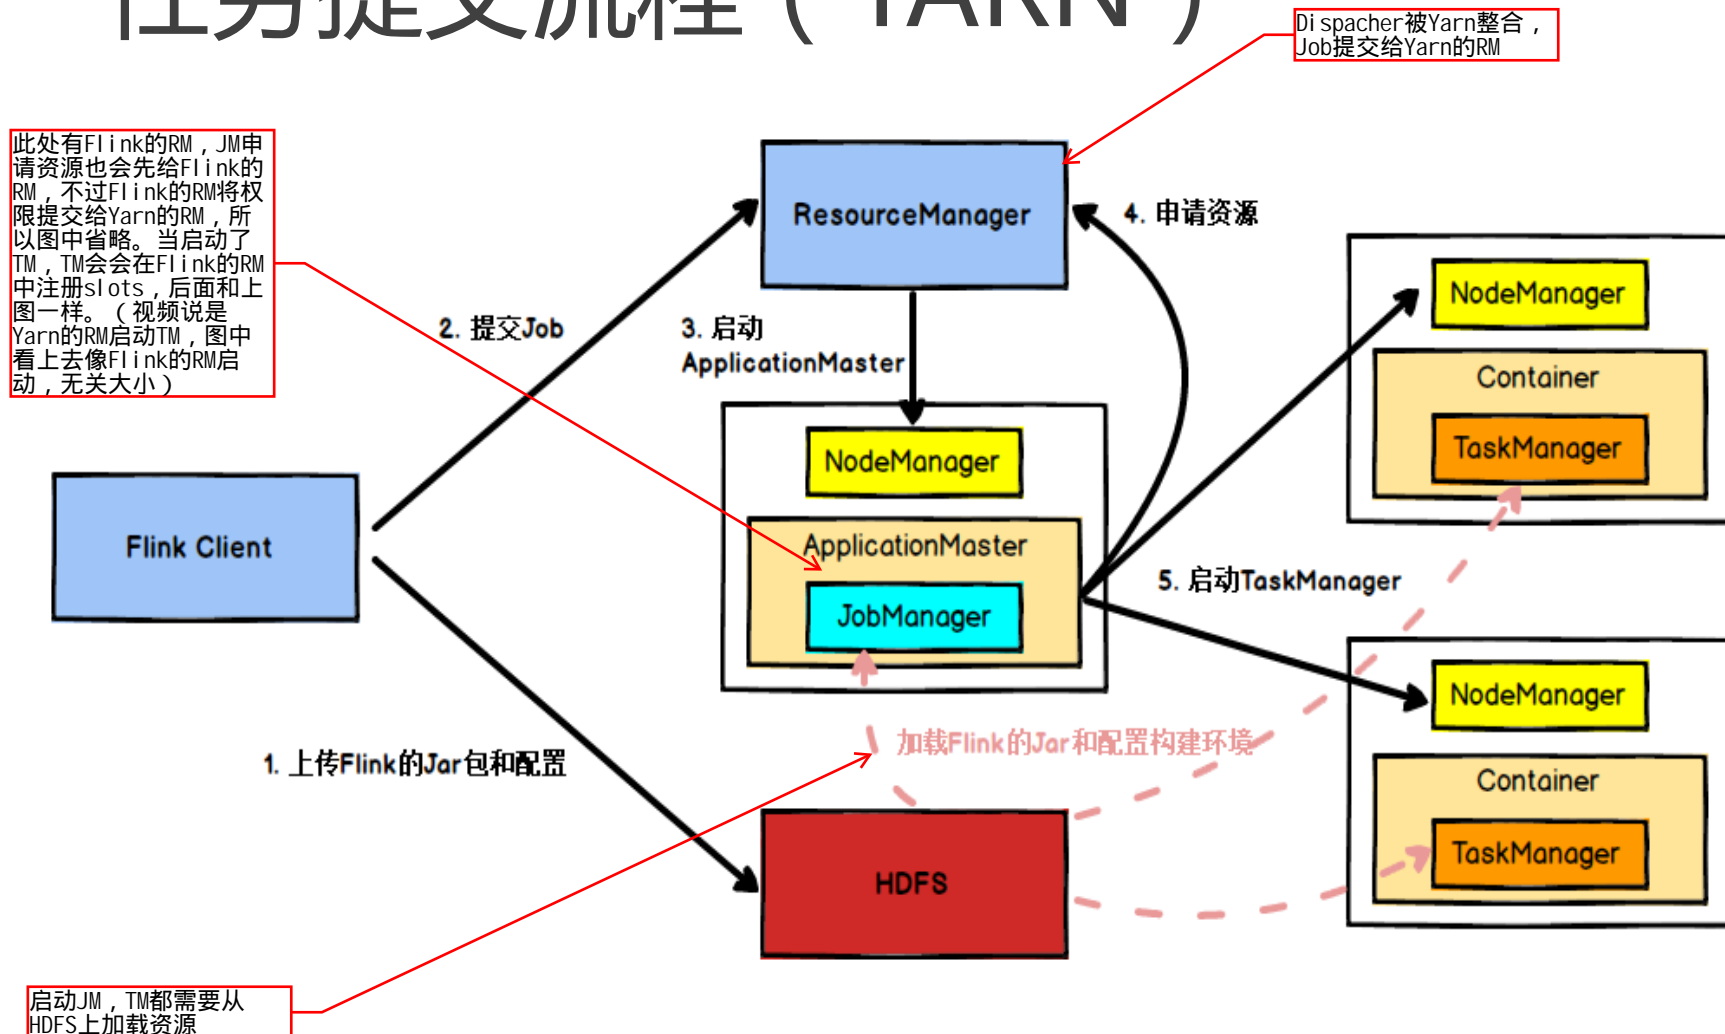 任务提交流程（YARN）
Dispacher被Yarn整合，
Job提交给Yarn的RM
此处有Flink的RM，JM申
请资源也会先给Flink的
RM，不过Flink的RM将权
限提交给Yarn的RM，所
以图中省略。当启动了
TM，TM会会在Flink的RM
中注册slots，后面和上
图一样。（视频说是
Yarn的RM启动TM，图中
看上去像Flink的RM启
动，无关大小）
ResourceManager
4. 申请资源
NodeManager
2. 提交Job
3. 启动
ApplicationMaster
Container
TaskManager
NodeManager
Flink Client
ApplicationMaster
JobManager
5. 启动TaskManager
NodeManager
加载Flink的Jar和配置构建环境
1. 上传Flink的Jar包和配置
Container
TaskManager
HDFS
启动JM，TM都需要从
HDFS上加载资源